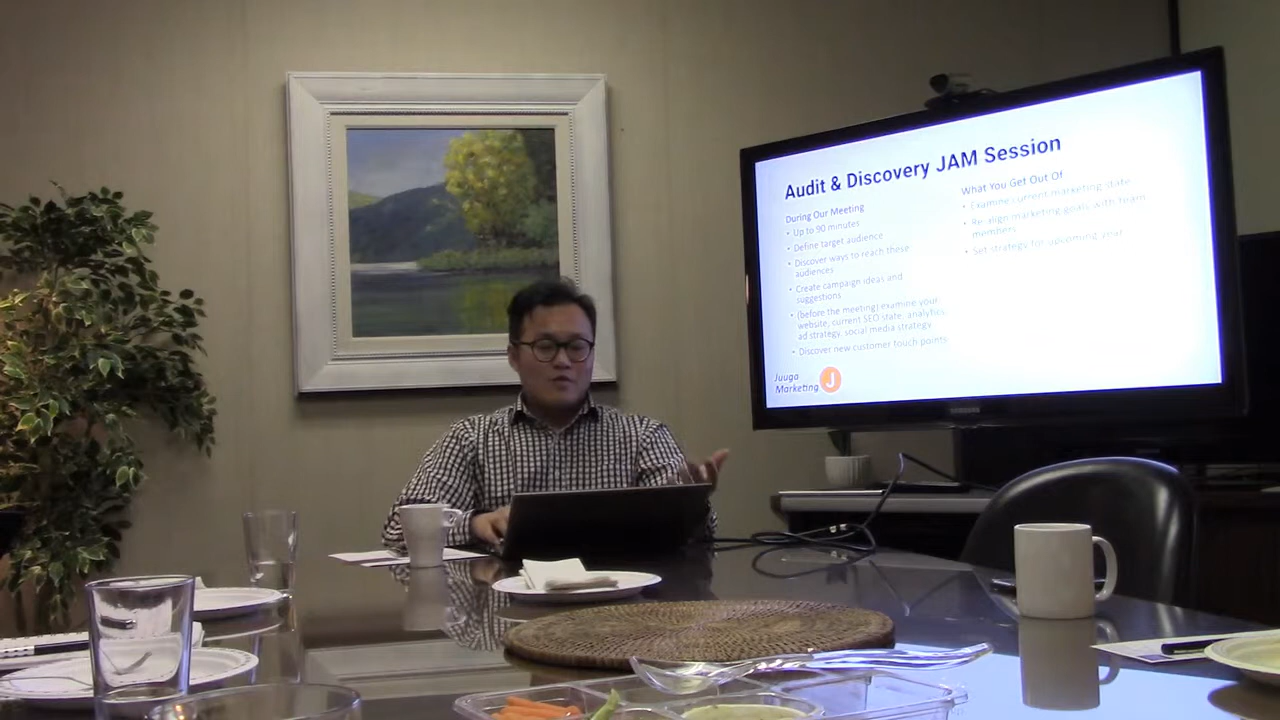 Audit & Discovery JAM Session
During Our Meeting
• Up to 90 minutes
• Define target audience
• Discover ways to reach these
audiences
• Create campaign ideas and
suggestions
• (before the meeting) examine your
website, current SEO state, analytics,
ad strategy, social media strategy
• Discover new customer touch points
What You Get Out Of
• Examine current marketing state
• Re-align marketing goals with team
members
• Set strategy for upcoming year
Juuga
Marketing
J
SAMSUNG